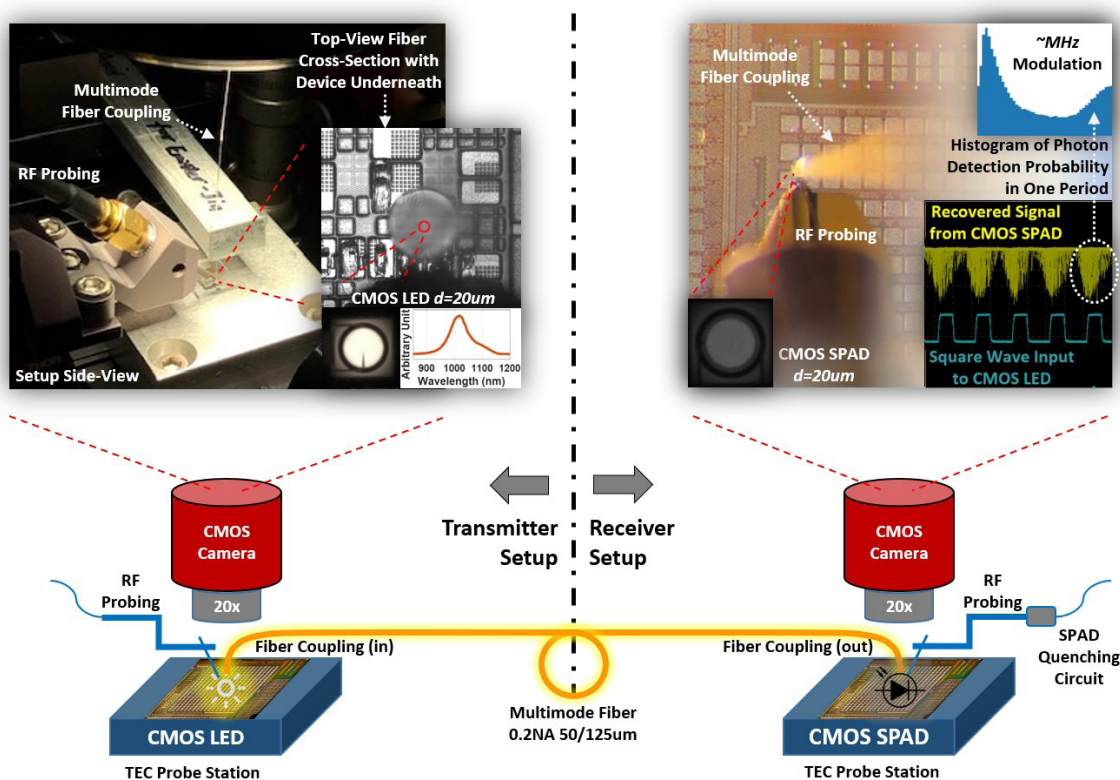 Top-View Fiber
Cross-Section with
Device Underneath
Multimode
Fiber Coupling
RF Probing
CMOS LED d=20um
Arbitrary Unit
900 1000 1100 1200
Wavelength (nm)
Setup Side-View
Multimode
Fiber Coupling
~MHz
Modulation
Histogram of Photon
Detection Probability
in One Period
RF Probing
Recovered Signal
from CMOS SPAD
CMOS SPAD
d=20um
Square Wave Input
to CMOS LED
Transmitter
Setup
Receiver
Setup
CMOS
Camera
20x
RF
Probing
Fiber Coupling (in)
CMOS LED
TEC Probe Station
Multimode Fiber
0.2NA 50/125um
CMOS
Camera
20x
RF
Probing
Fiber Coupling (out)
SPAD
Quenching
Circuit
CMOS SPAD
TEC Probe Station